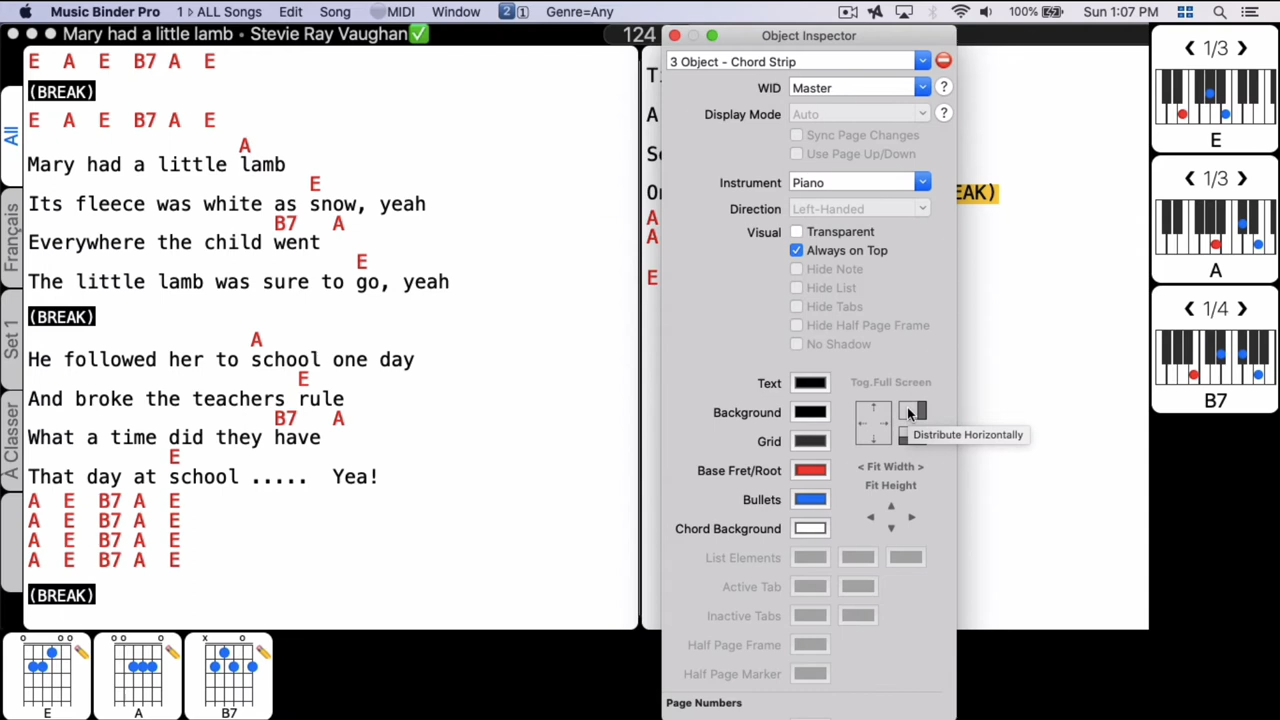 Music Binder Pro 1 › ALL Songs Edit Song MIDI Window 2 1 Genre=Any 100% Sun 1:07 PM
Mary had a little lamb • Stevie Ray Vaughan✅ 124
All
Français
Set 1
A Classer
E A E B7 A E
(BREAK)
E A E B7 A E
A
Mary had a little lamb
E
Its fleece was white as snow, yeah
B7 A
Everywhere the child went
E
The little lamb was sure to go, yeah
(BREAK)
A
He followed her to school one day
E
And broke the teachers rule
B7 A
What a time did they have
E
That day at school ..... Yea!
A E B7 A E
A E B7 A E
A E B7 A E
A E B7 A E
(BREAK)
o o o
E
o o o
A
x o
B7
A
A
A
E
EAK)
Object Inspector
3 Object - Chord Strip
WID Master ?
Display Mode Auto ?
Sync Page Changes
Use Page Up/Down
Instrument Piano
Direction Left-Handed
Visual Transparent
Always on Top
Hide Note
Hide List
Hide Tabs
Hide Half Page Frame
No Shadow
Text Tog.Full Screen
Background
Distribute Horizontally
Grid
Base Fret/Root < Fit Width >
Fit Height
Bullets
Chord Background
List Elements
Active Tab
Inactive Tabs
Half Page Frame
Half Page Marker
Page Numbers
1/3
E
1/3
A
1/4
B7